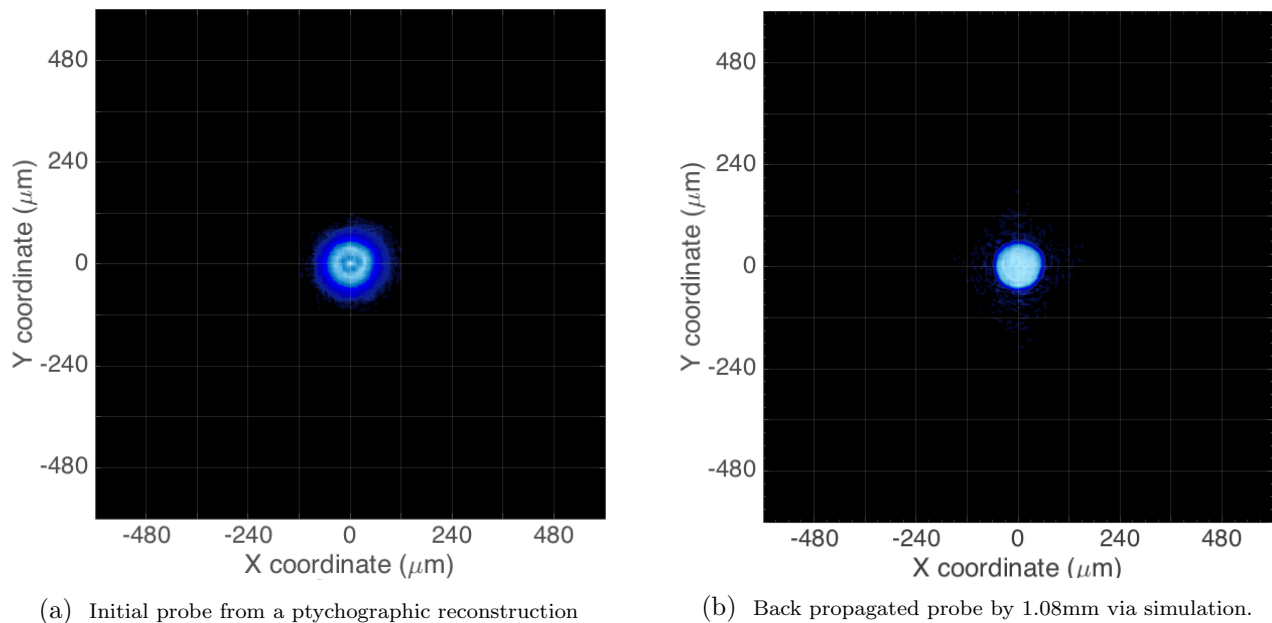 480
240
0
-240
-480
Y coordinate (μm)
-480 -240 0 240 480
X coordinate (μm)
(a) Initial probe from a ptychographic reconstruction
480
240
0
-240
-480
Y coordinate (μm)
-480 -240 0 240 480
X coordinate (μm)
(b) Back propagated probe by 1.08mm via simulation.